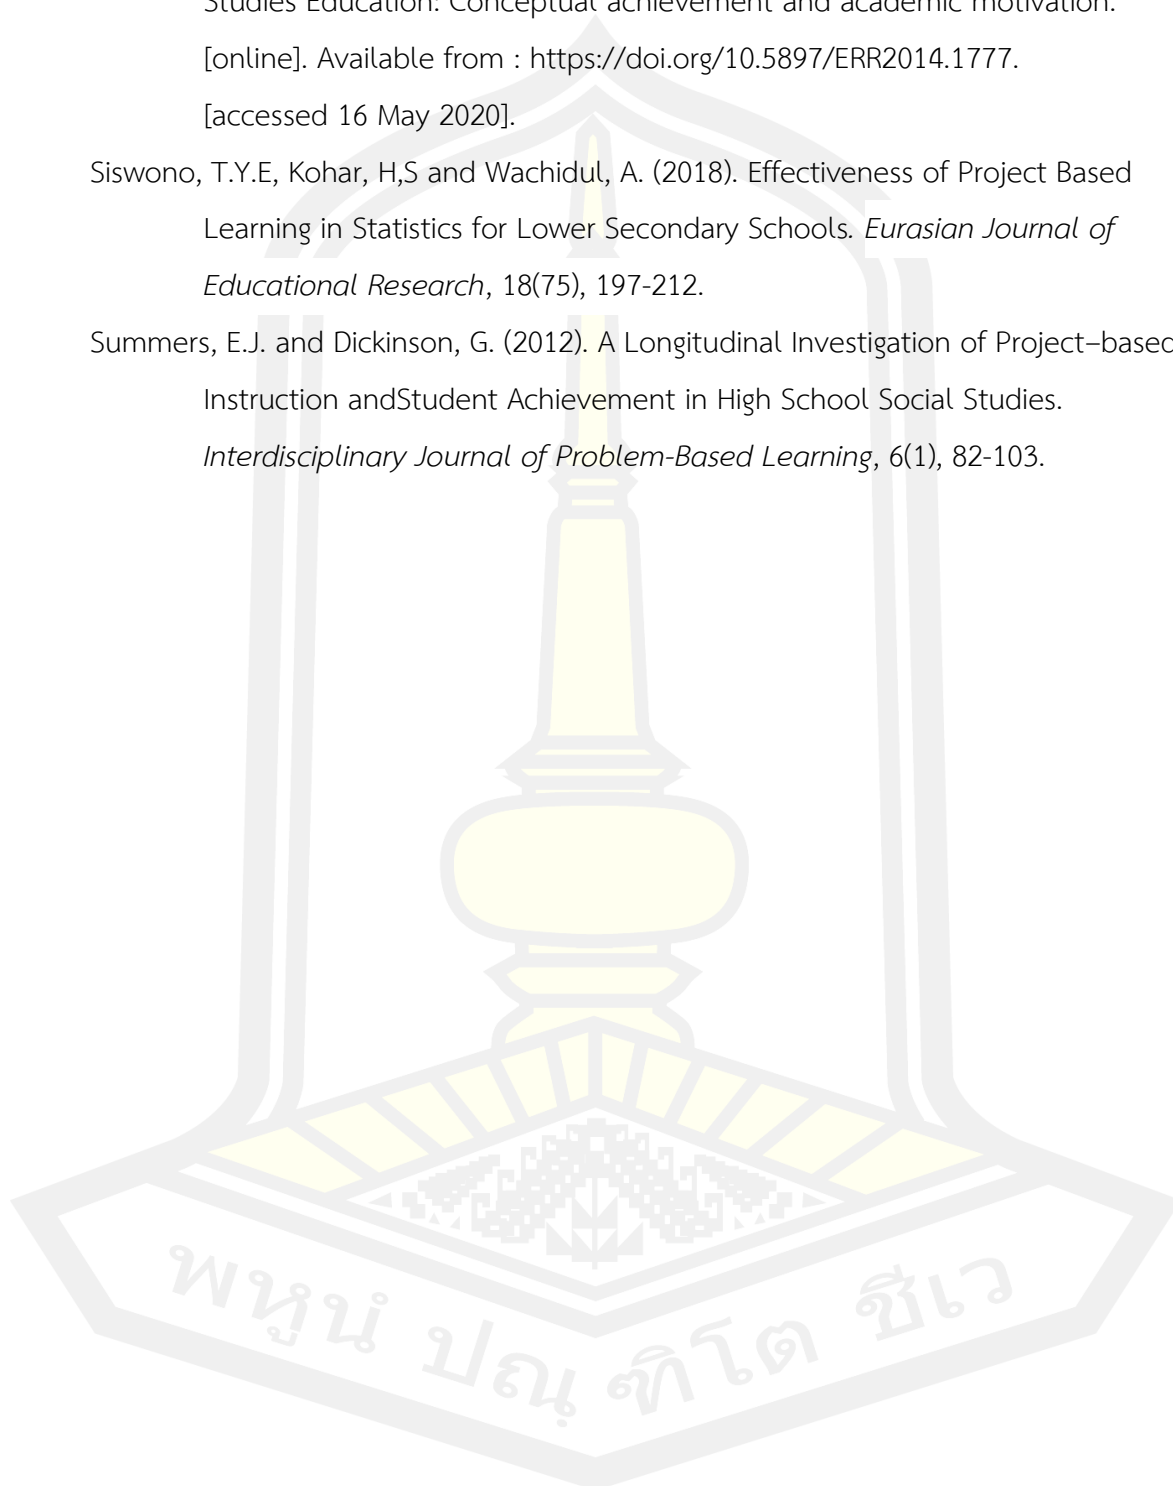 Studies Education: Conceptual achievement and academic motivation.
[online]. Available from : https://doi.org/10.5897/ERR2014.1777.
[accessed 16 May 2020].
Siswono, T.Y.E, Kohar, H,S and Wachidul, A. (2018). Effectiveness of Project Based
Learning in Statistics for Lower Secondary Schools. Eurasian Journal of
Educational Research, 18(75), 197-212.
Summers, E.J. and Dickinson, G. (2012). A Longitudinal Investigation of Project–based
Instruction andStudent Achievement in High School Social Studies.
Interdisciplinary Journal of Problem-Based Learning, 6(1), 82-103.
พหูนํ ปณฺฑิโต ชีเว